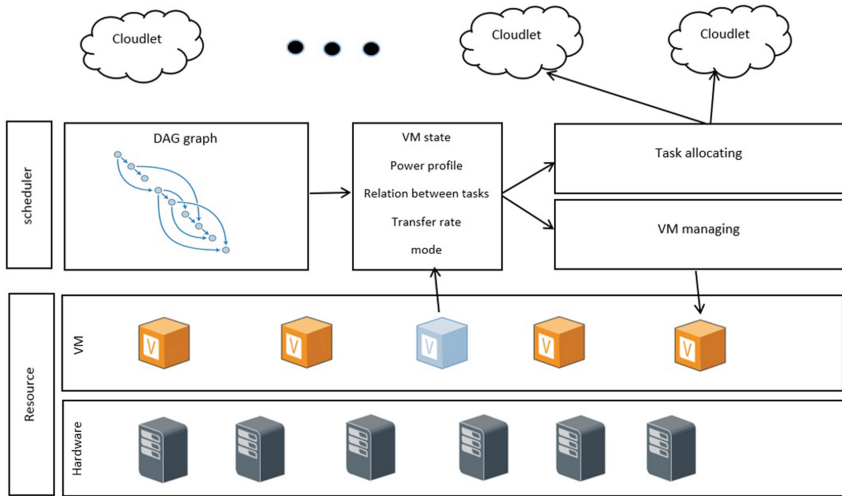 Cloudlet
Cloudlet
Cloudlet
scheduler
DAG graph
VM state
Power profile
Relation between tasks
Transfer rate
mode
Task allocating
VM managing
Resource
VM
V
V
V
V
V
Hardware